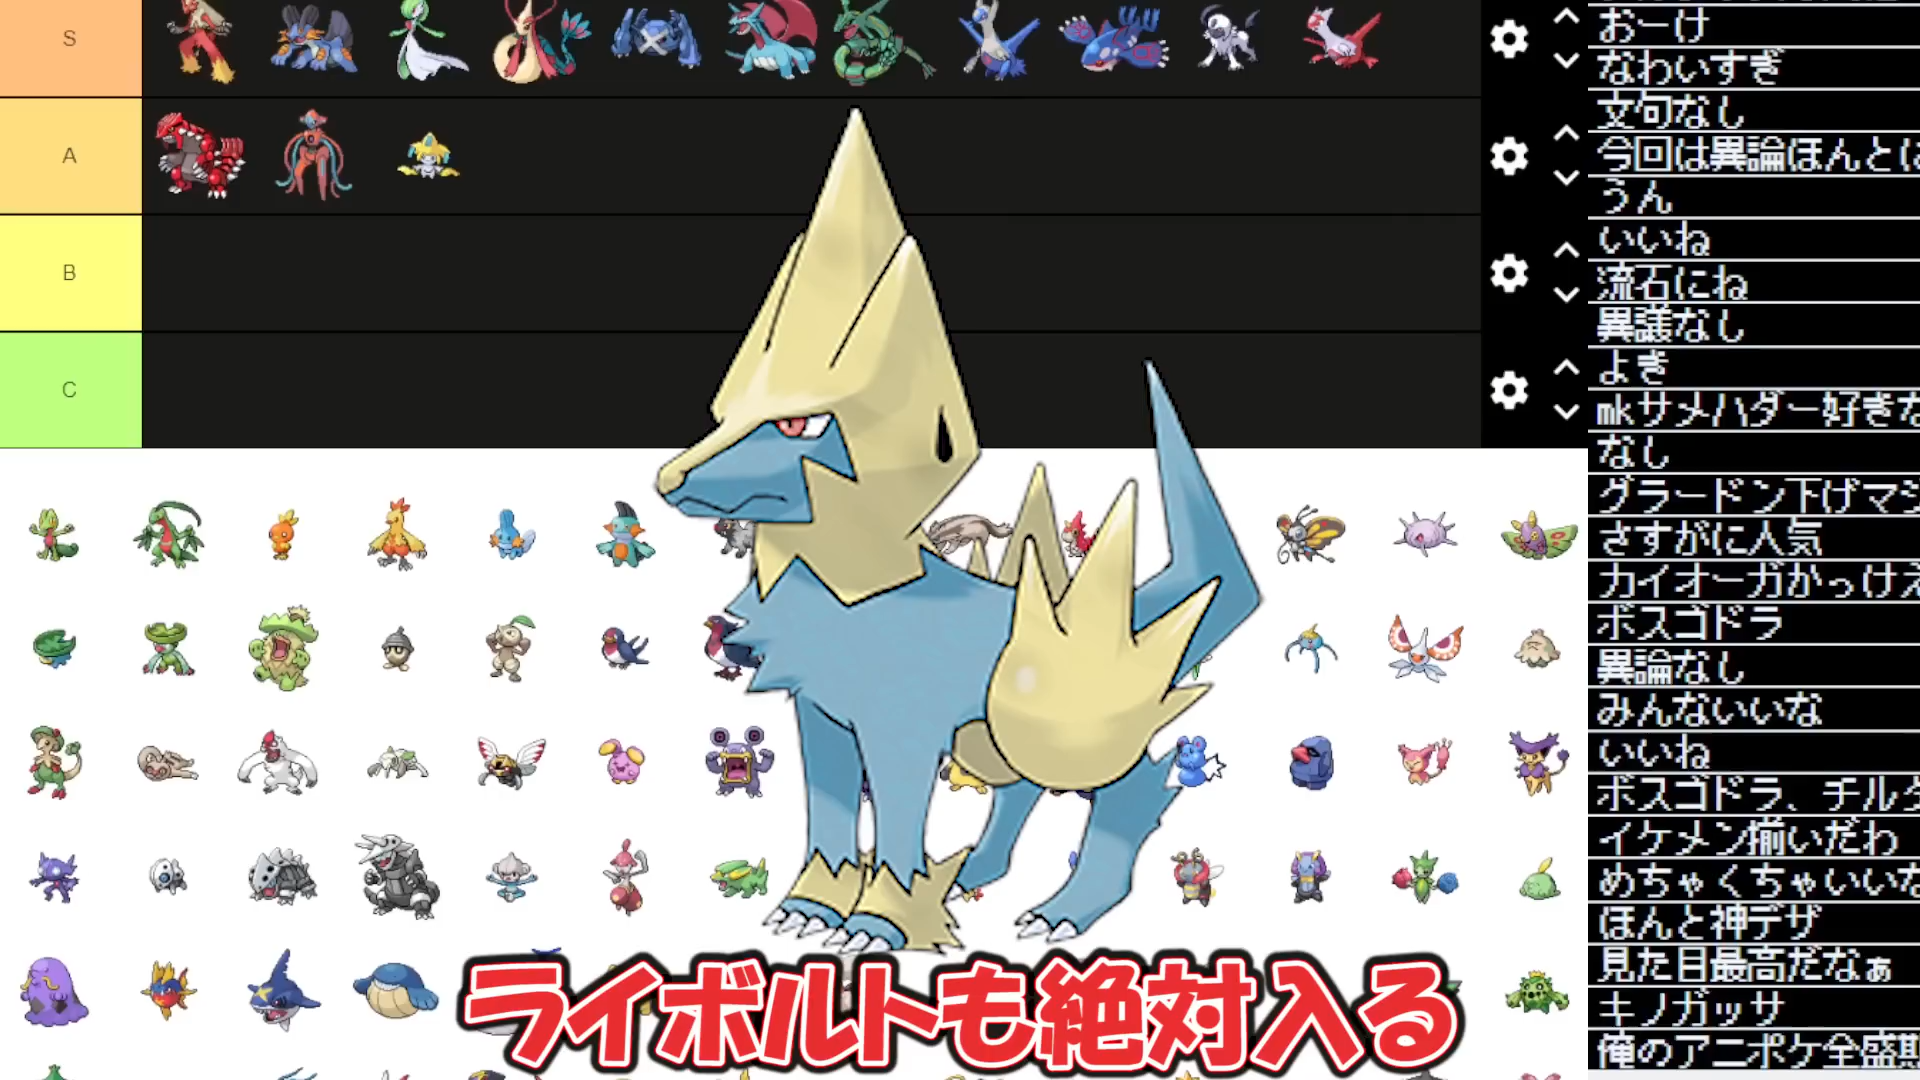 S
A
B
C
おーけ
なわいすぎ
文句なし
今回は異論ほんとに
うん
いいね
流石にね
異議なし
よき
mkサメハダー好きな
なし
グラードン下げマジ
さすがに人気
カイオーガかっけえ
ボスゴドラ
異論なし
みんないいな
いいね
ボスゴドラ、チルタ
イケメン揃いだわ
めちゃくちゃいいな
ほんと神デザ
見た目最高だなぁ
キノガッサ
俺のアニポケ全盛期
ライボルトも絶対入る